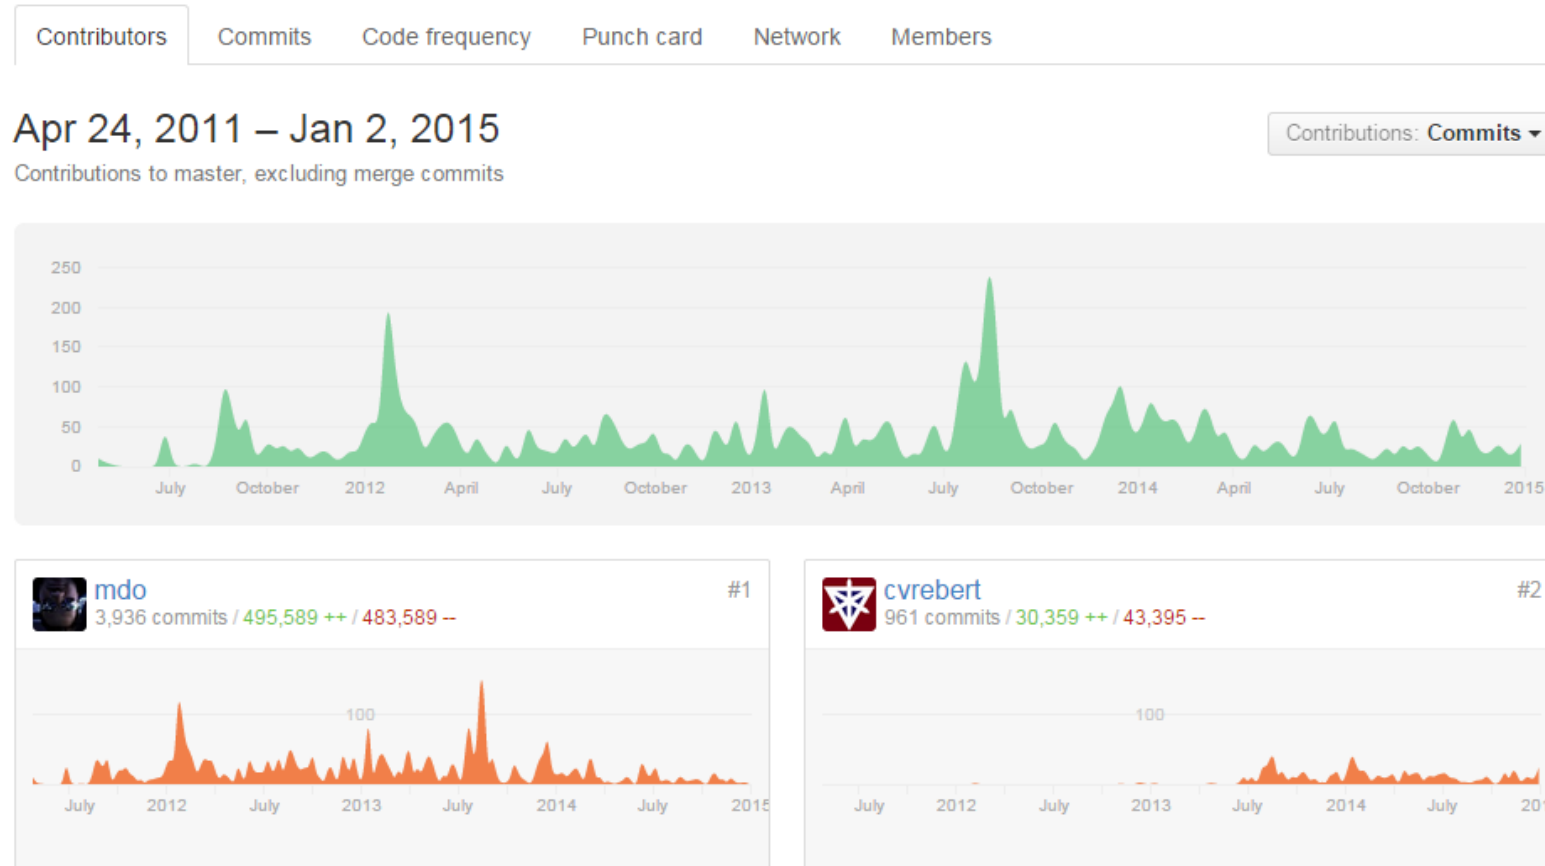 Contributors Commits Code frequency Punch card Network Members
Apr 24, 2011 – Jan 2, 2015
Contributions: Commits
Contributions to master, excluding merge commits
250
200
150
100
50
0
July October 2012 April July October 2013 April July October 2014 April July October 2015
mdo #1
3,936 commits / 495,589 ++ / 483,589 --
100
July 2012 July 2013 July 2014 July 2015
cvrebert #2
961 commits / 30,359 ++ / 43,395 --
100
July 2012 July 2013 July 2014 July 201